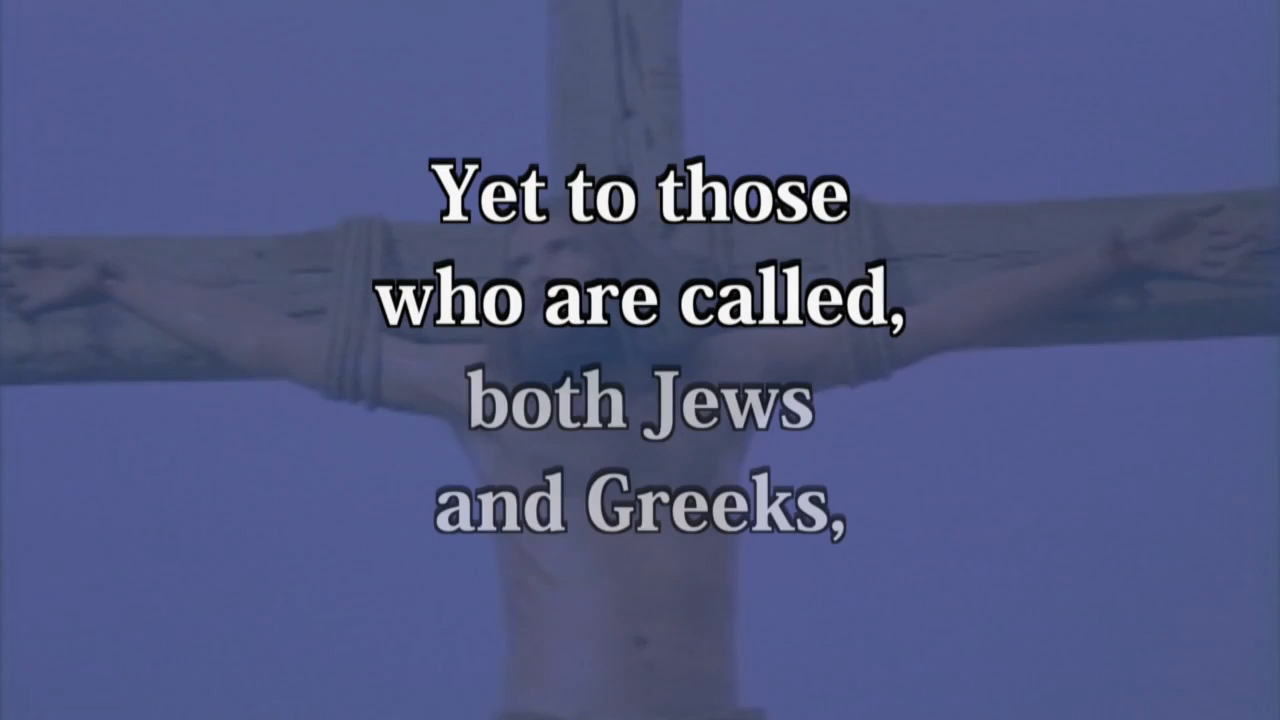 Yet to those
who are called,
both Jews
and Greeks,